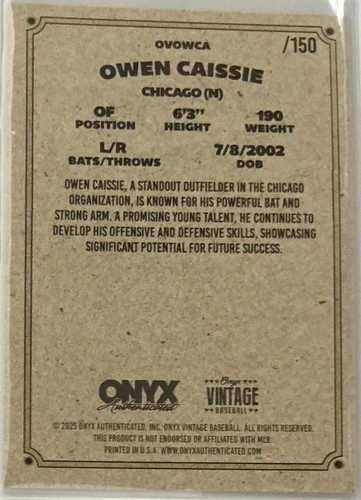 OVOWCA
/150
OWEN CAISSIE
CHICAGO (N)
OF 6'3" 190
POSITION HEIGHT WEIGHT
L/R 7/8/2002
BATS/THROWS DOB
OWEN CAISSIE, A STANDOUT OUTFIELDER IN THE CHICAGO
ORGANIZATION, IS KNOWN FOR HIS POWERFUL BAT AND
STRONG ARM. A PROMISING YOUNG TALENT, HE CONTINUES TO
DEVELOP HIS OFFENSIVE AND DEFENSIVE SKILLS, SHOWCASING
SIGNIFICANT POTENTIAL FOR FUTURE SUCCESS.
ONYX
Authenticated
Onyx
VINTAGE
BASEBALL
© 2025 ONYX AUTHENTICATED, INC. ONYX VINTAGE BASEBALL. ALL RIGHTS RESERVED.
THIS PRODUCT IS NOT ENDORSED OR AFFILIATED WITH MLB.
PRINTED IN U.S.A. WWW.ONYXAUTHENTICATED.COM